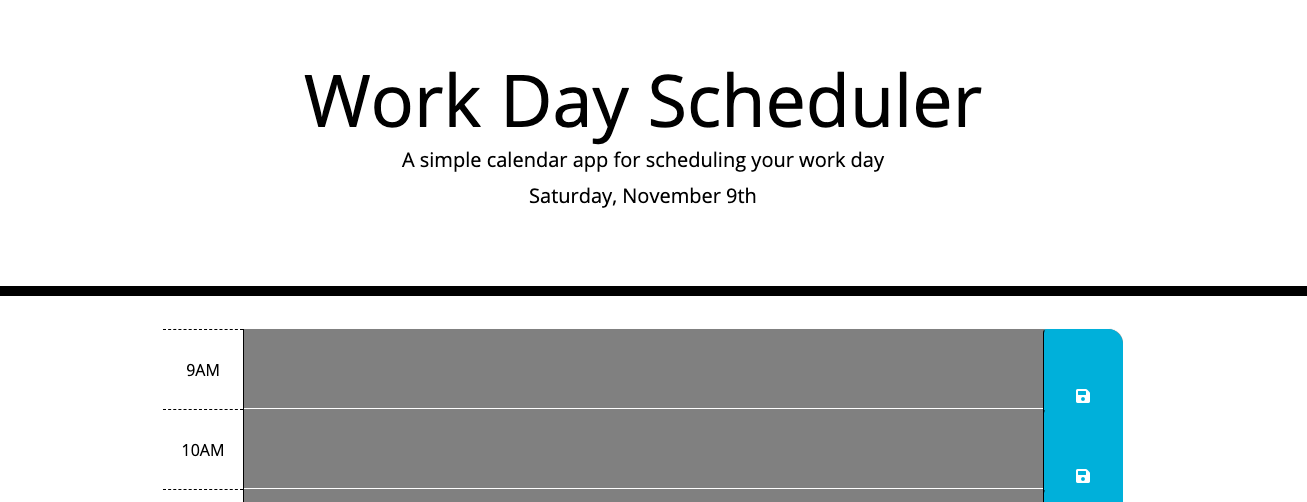 Work Day Scheduler
A simple calendar app for scheduling your work day
Saturday, November 9th
9AM
10AM